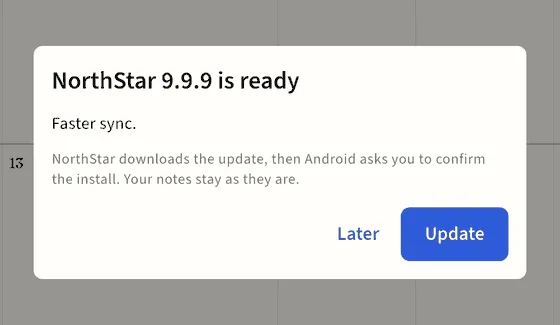 NorthStar 9.9.9 is ready
Faster sync.
13
NorthStar downloads the update, then Android asks you to confirm
the install. Your notes stay as they are.
Later
Update